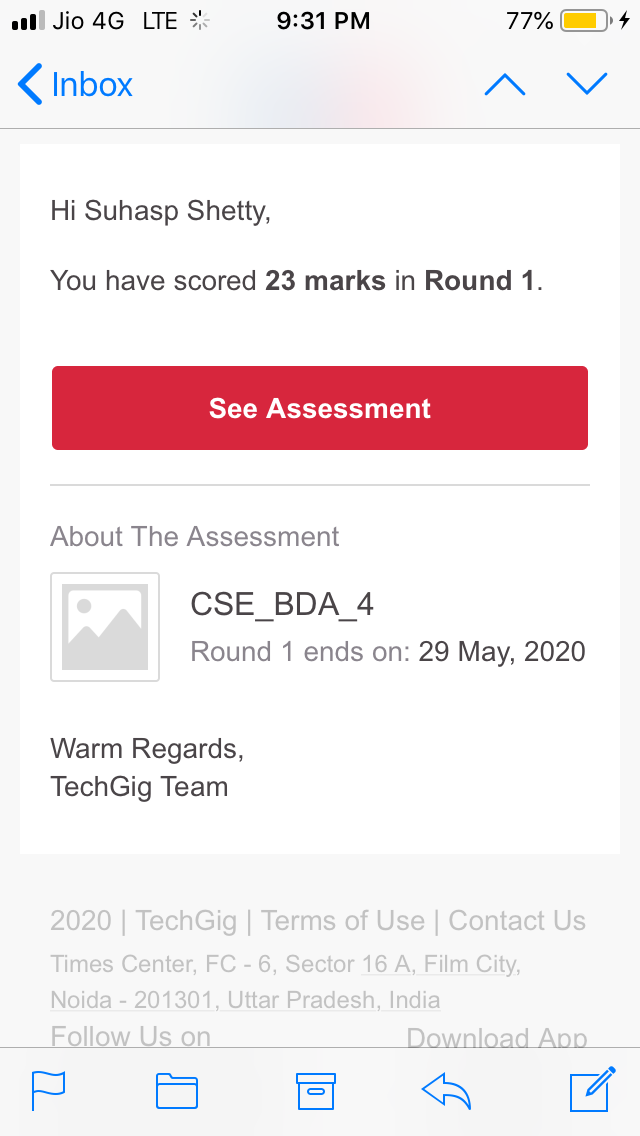 Jio 4G LTE 9:31 PM 77%
Inbox
Hi Suhasp Shetty,
You have scored 23 marks in Round 1.
See Assessment
About The Assessment
CSE_BDA_4
Round 1 ends on: 29 May, 2020
Warm Regards,
TechGig Team
2020 | TechGig | Terms of Use | Contact Us
Times Center, FC - 6, Sector 16 A, Film City,
Noida - 201301, Uttar Pradesh, India
Follow Us on Download App